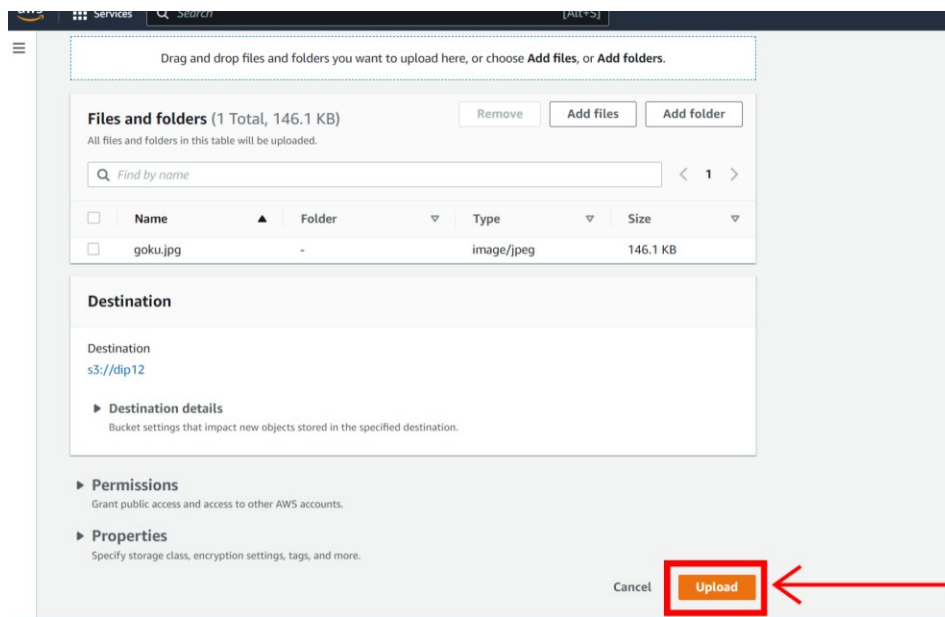 aws Services Search [Alt+S]
Drag and drop files and folders you want to upload here, or choose Add files, or Add folders.
Files and folders (1 Total, 146.1 KB) Remove Add files Add folder
All files and folders in this table will be uploaded.
Find by name 1
Name Folder Type Size
goku.jpg - image/jpeg 146.1 KB
Destination
Destination
s3://dip12
Destination details
Bucket settings that impact new objects stored in the specified destination.
Permissions
Grant public access and access to other AWS accounts.
Properties
Specify storage class, encryption settings, tags, and more.
Cancel Upload